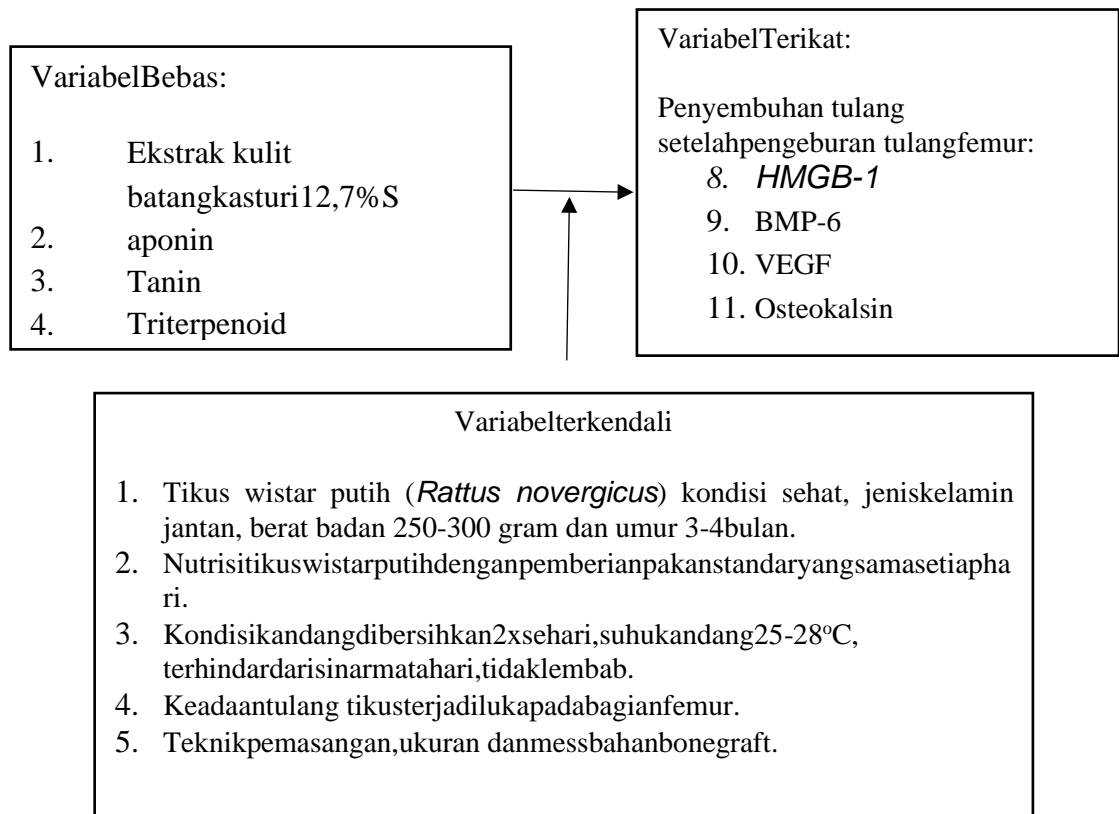 VariabelBebas:
1. Ekstrak kulit
batangkasturi12,7%S
2. aponin
3. Tanin
4. Triterpenoid
VariabelTerikat:
Penyembuhan tulang
setelahpengeburan tulangfemur:
8. HMGB-1
9. BMP-6
10. VEGF
11. Osteokalsin
Variabelterkendali
1. Tikus wistar putih (Rattus novergicus) kondisi sehat, jeniskelamin
jantan, berat badan 250-300 gram dan umur 3-4bulan.
2. Nutrisitikuswistarputihdenganpemberianpakanstandaryangsamasetiapha
ri.
3. Kondisikandangdibersihkan2xsehari,suhukandang25-28°C,
terhindardarisinarmatahari,tidaklembab.
4. Keadaantulang tikusterjadilukapadabagianfemur.
5. Teknikpemasangan,ukuran danmessbahanbonegraft.